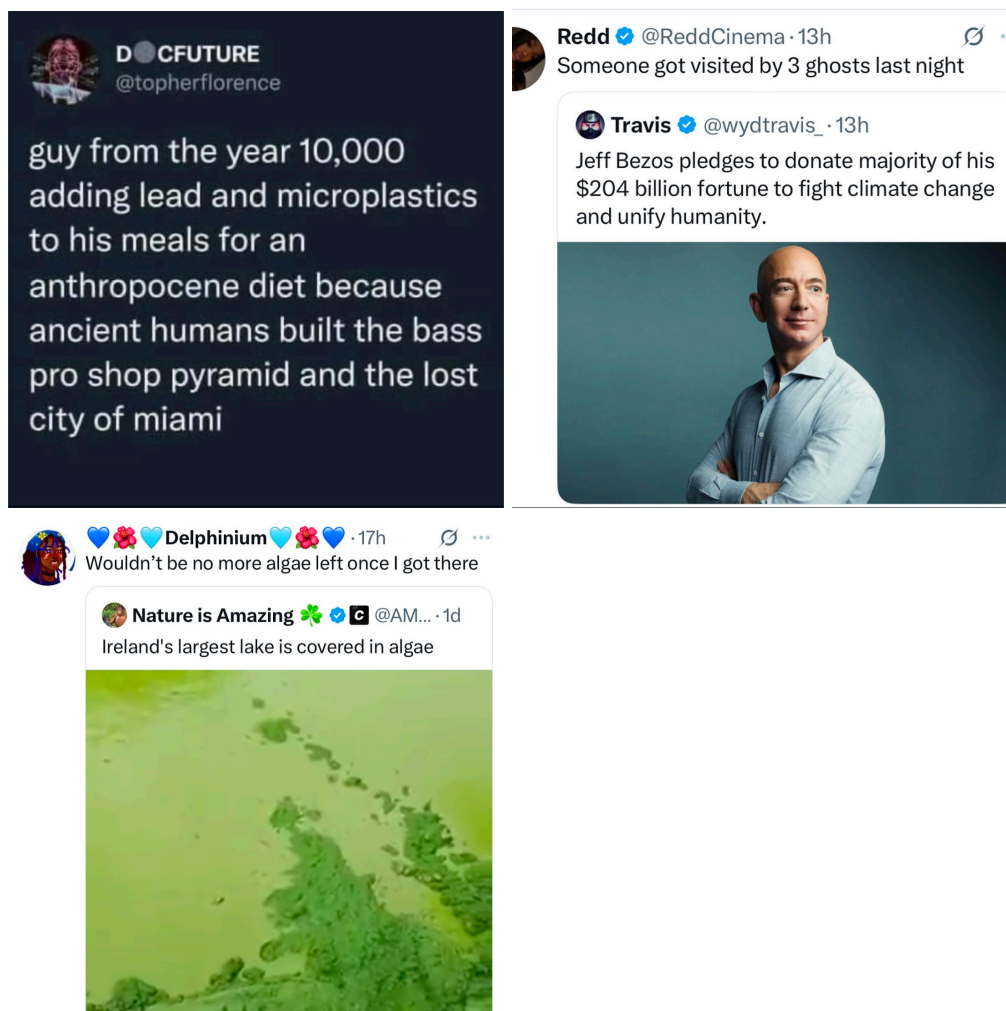 D CFUTURE
@topherflorence
guy from the year 10,000
adding lead and microplastics
to his meals for an
anthropocene diet because
ancient humans built the bass
pro shop pyramid and the lost
city of miami
Redd @ReddCinema · 13h
Someone got visited by 3 ghosts last night
Travis @wydtravis_ · 13h
Jeff Bezos pledges to donate majority of his
$204 billion fortune to fight climate change
and unify humanity.
💙🌺🩵Delphinium🩵🌺💙 · 17h
Wouldn’t be no more algae left once I got there
Nature is Amazing ☘️ C @AM... · 1d
Ireland's largest lake is covered in algae